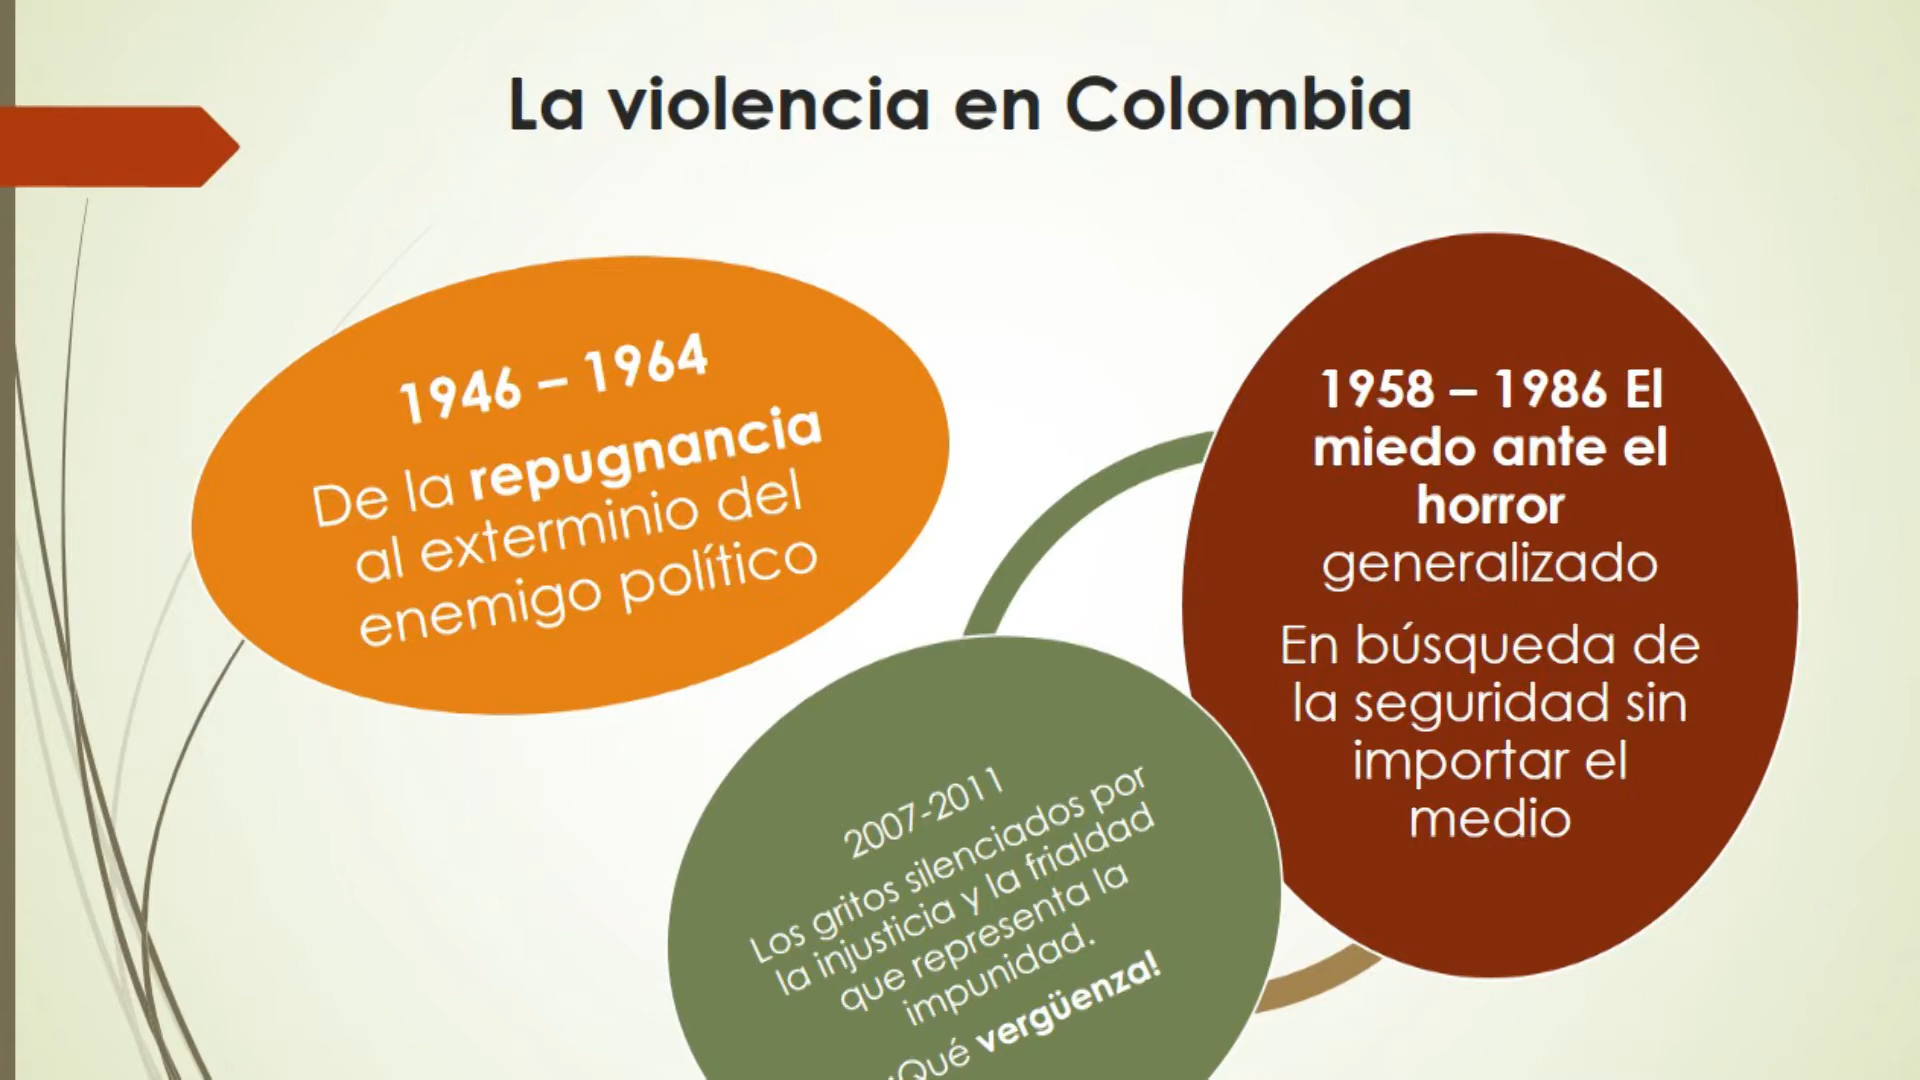 La violencia en Colombia
1946 – 1964
De la repugnancia
al exterminio del
enemigo político
1958 – 1986 El
miedo ante el
horror
generalizado
En búsqueda de
la seguridad sin
importar el
medio
2007-2011
Los gritos silenciados por
la injusticia y la frialdad
que representa la
impunidad.
¡Qué vergüenza!